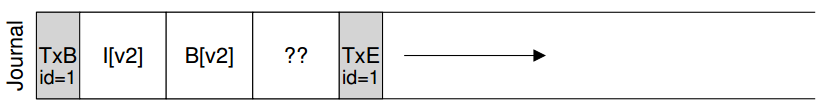 Journal
TxB
id=1
I[v2]
B[v2]
??
TxE
id=1